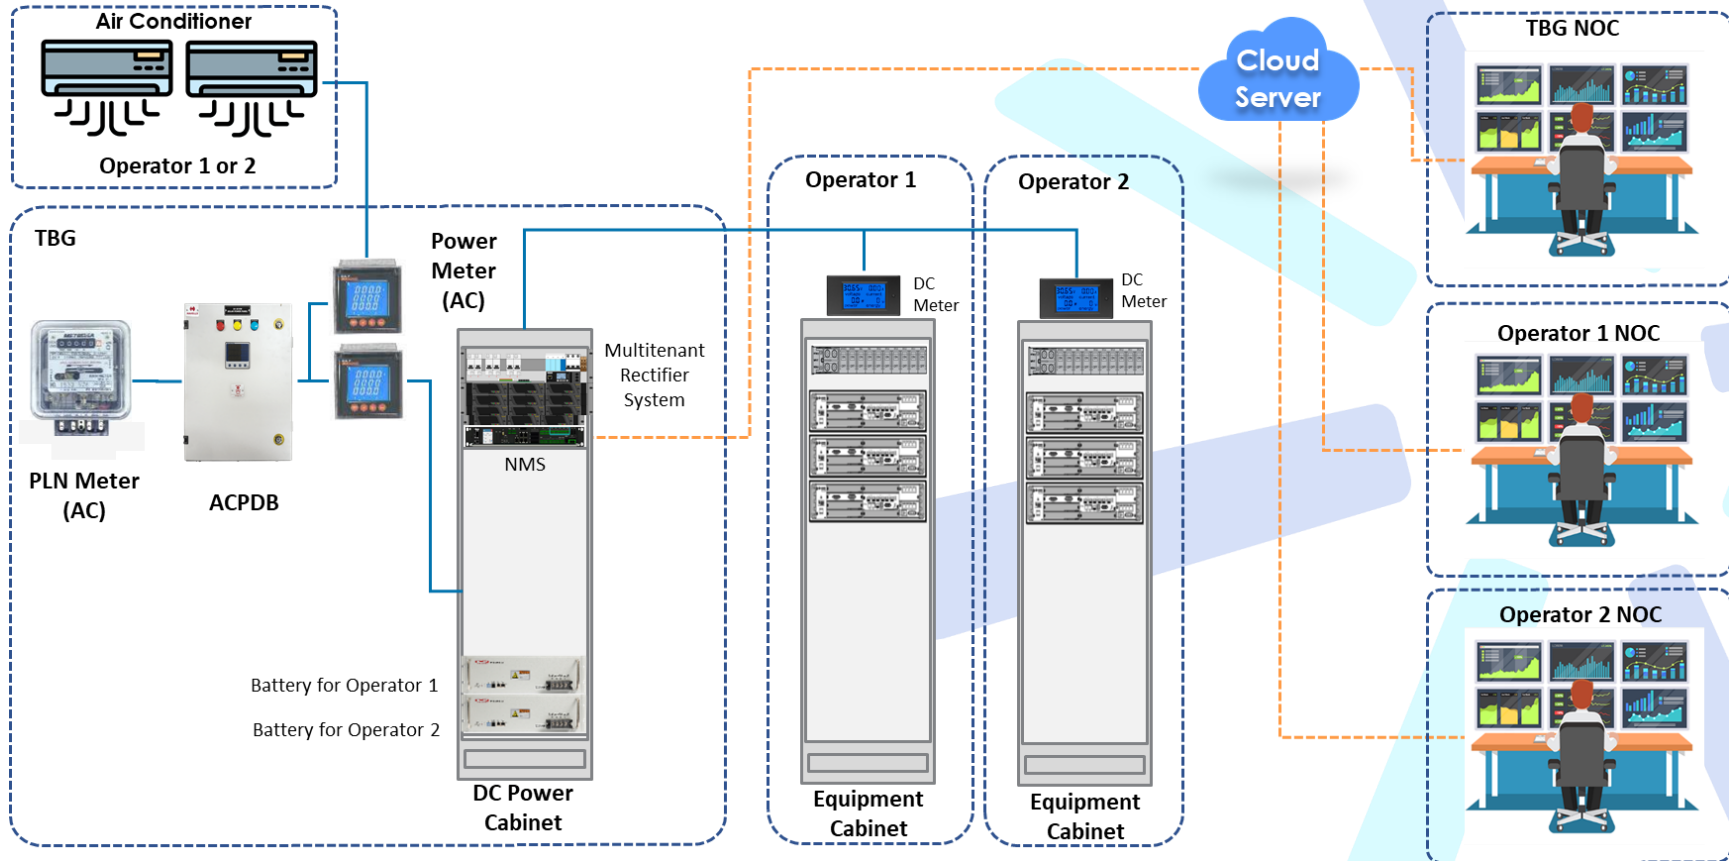 Air Conditioner
Operator 1 or 2
TBG
Power
Meter
(AC)
PLN Meter
(AC)
ACPDB
Multitenant
Rectifier
System
NMS
Battery for Operator 1
Battery for Operator 2
DC Power
Cabinet
Operator 1
DC
Meter
Equipment
Cabinet
Operator 2
DC
Meter
Equipment
Cabinet
Cloud
Server
TBG NOC
Operator 1 NOC
Operator 2 NOC